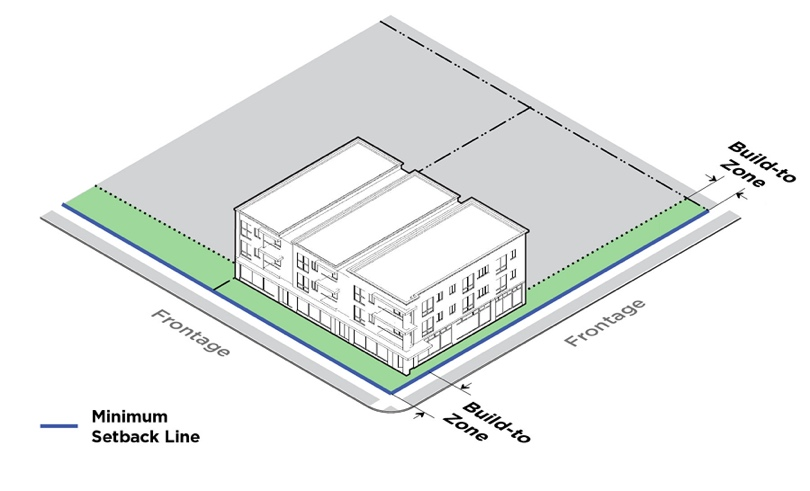 Build-to
Zone
Frontage
Frontage
Build-to
Zone
Minimum
Setback Line